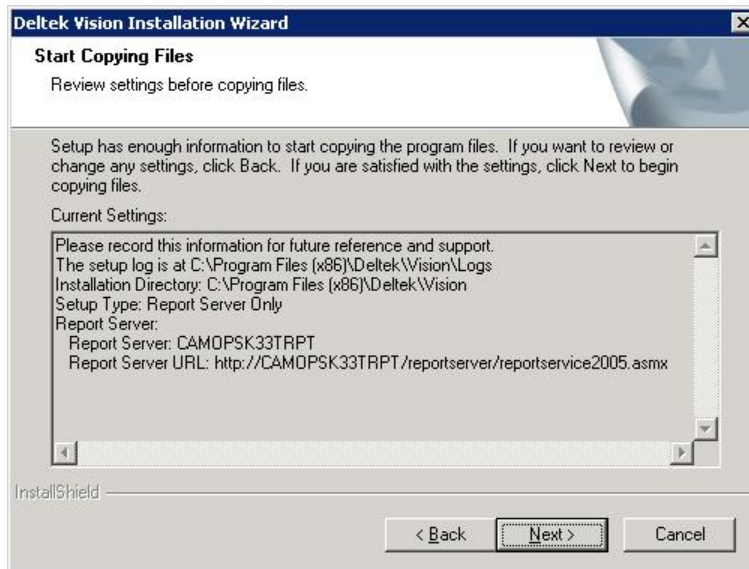 Deltek Vision Installation Wizard
Start Copying Files
Review settings before copying files.
Setup has enough information to start copying the program files.  If you want to review or
change any settings, click Back.  If you are satisfied with the settings, click Next to begin
copying files.
Current Settings:
Please record this information for future reference and support.
The setup log is at C:\Program Files (x86)\Deltek\Vision\Logs
Installation Directory: C:\Program Files (x86)\Deltek\Vision
Setup Type: Report Server Only
Report Server:
Report Server: CAMOPSK33TRPT
Report Server URL: http://CAMOPSK33TRPT/reportserver/reportservice2005.asmx
InstallShield
< Back Next > Cancel